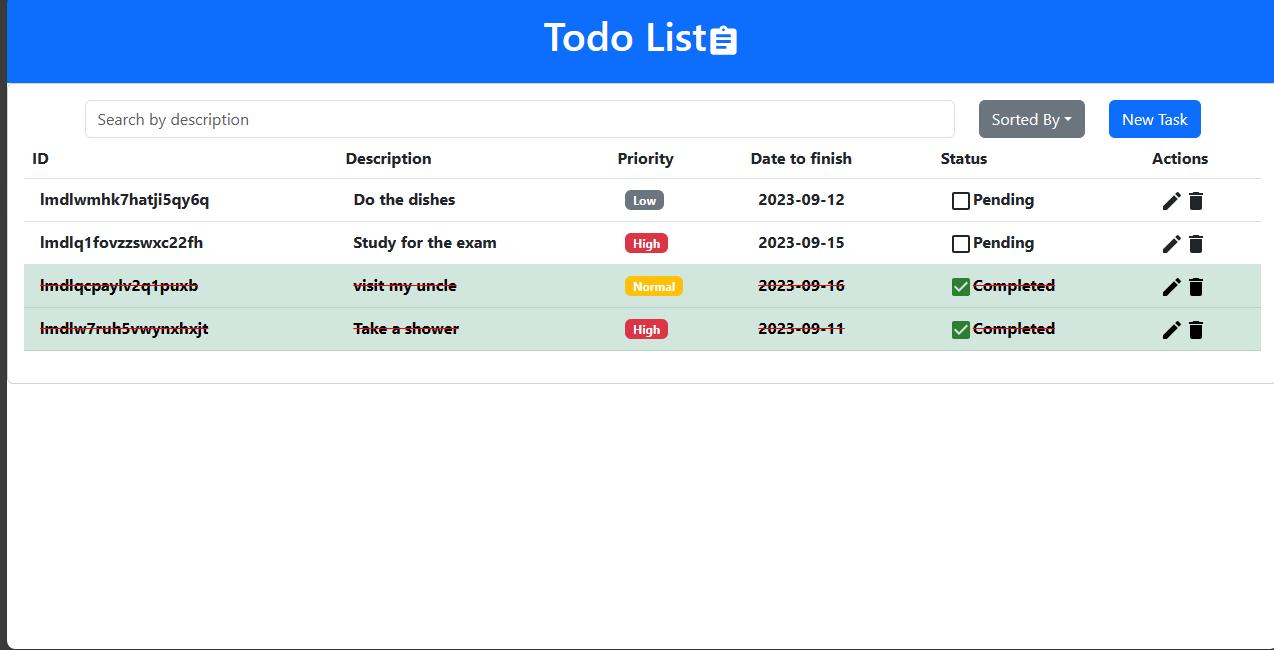 Todo List
Search by description Sorted By New Task
ID Description Priority Date to finish Status Actions
lmdlwmhk7hatji5qy6q Do the dishes Low 2023-09-12 Pending
lmdlq1fovzzswxc22fh Study for the exam High 2023-09-15 Pending
lmdlqcpaylv2q1puxb visit my uncle Normal 2023-09-16 Completed
lmdlw7ruh5vwynxhxjt Take a shower High 2023-09-11 Completed